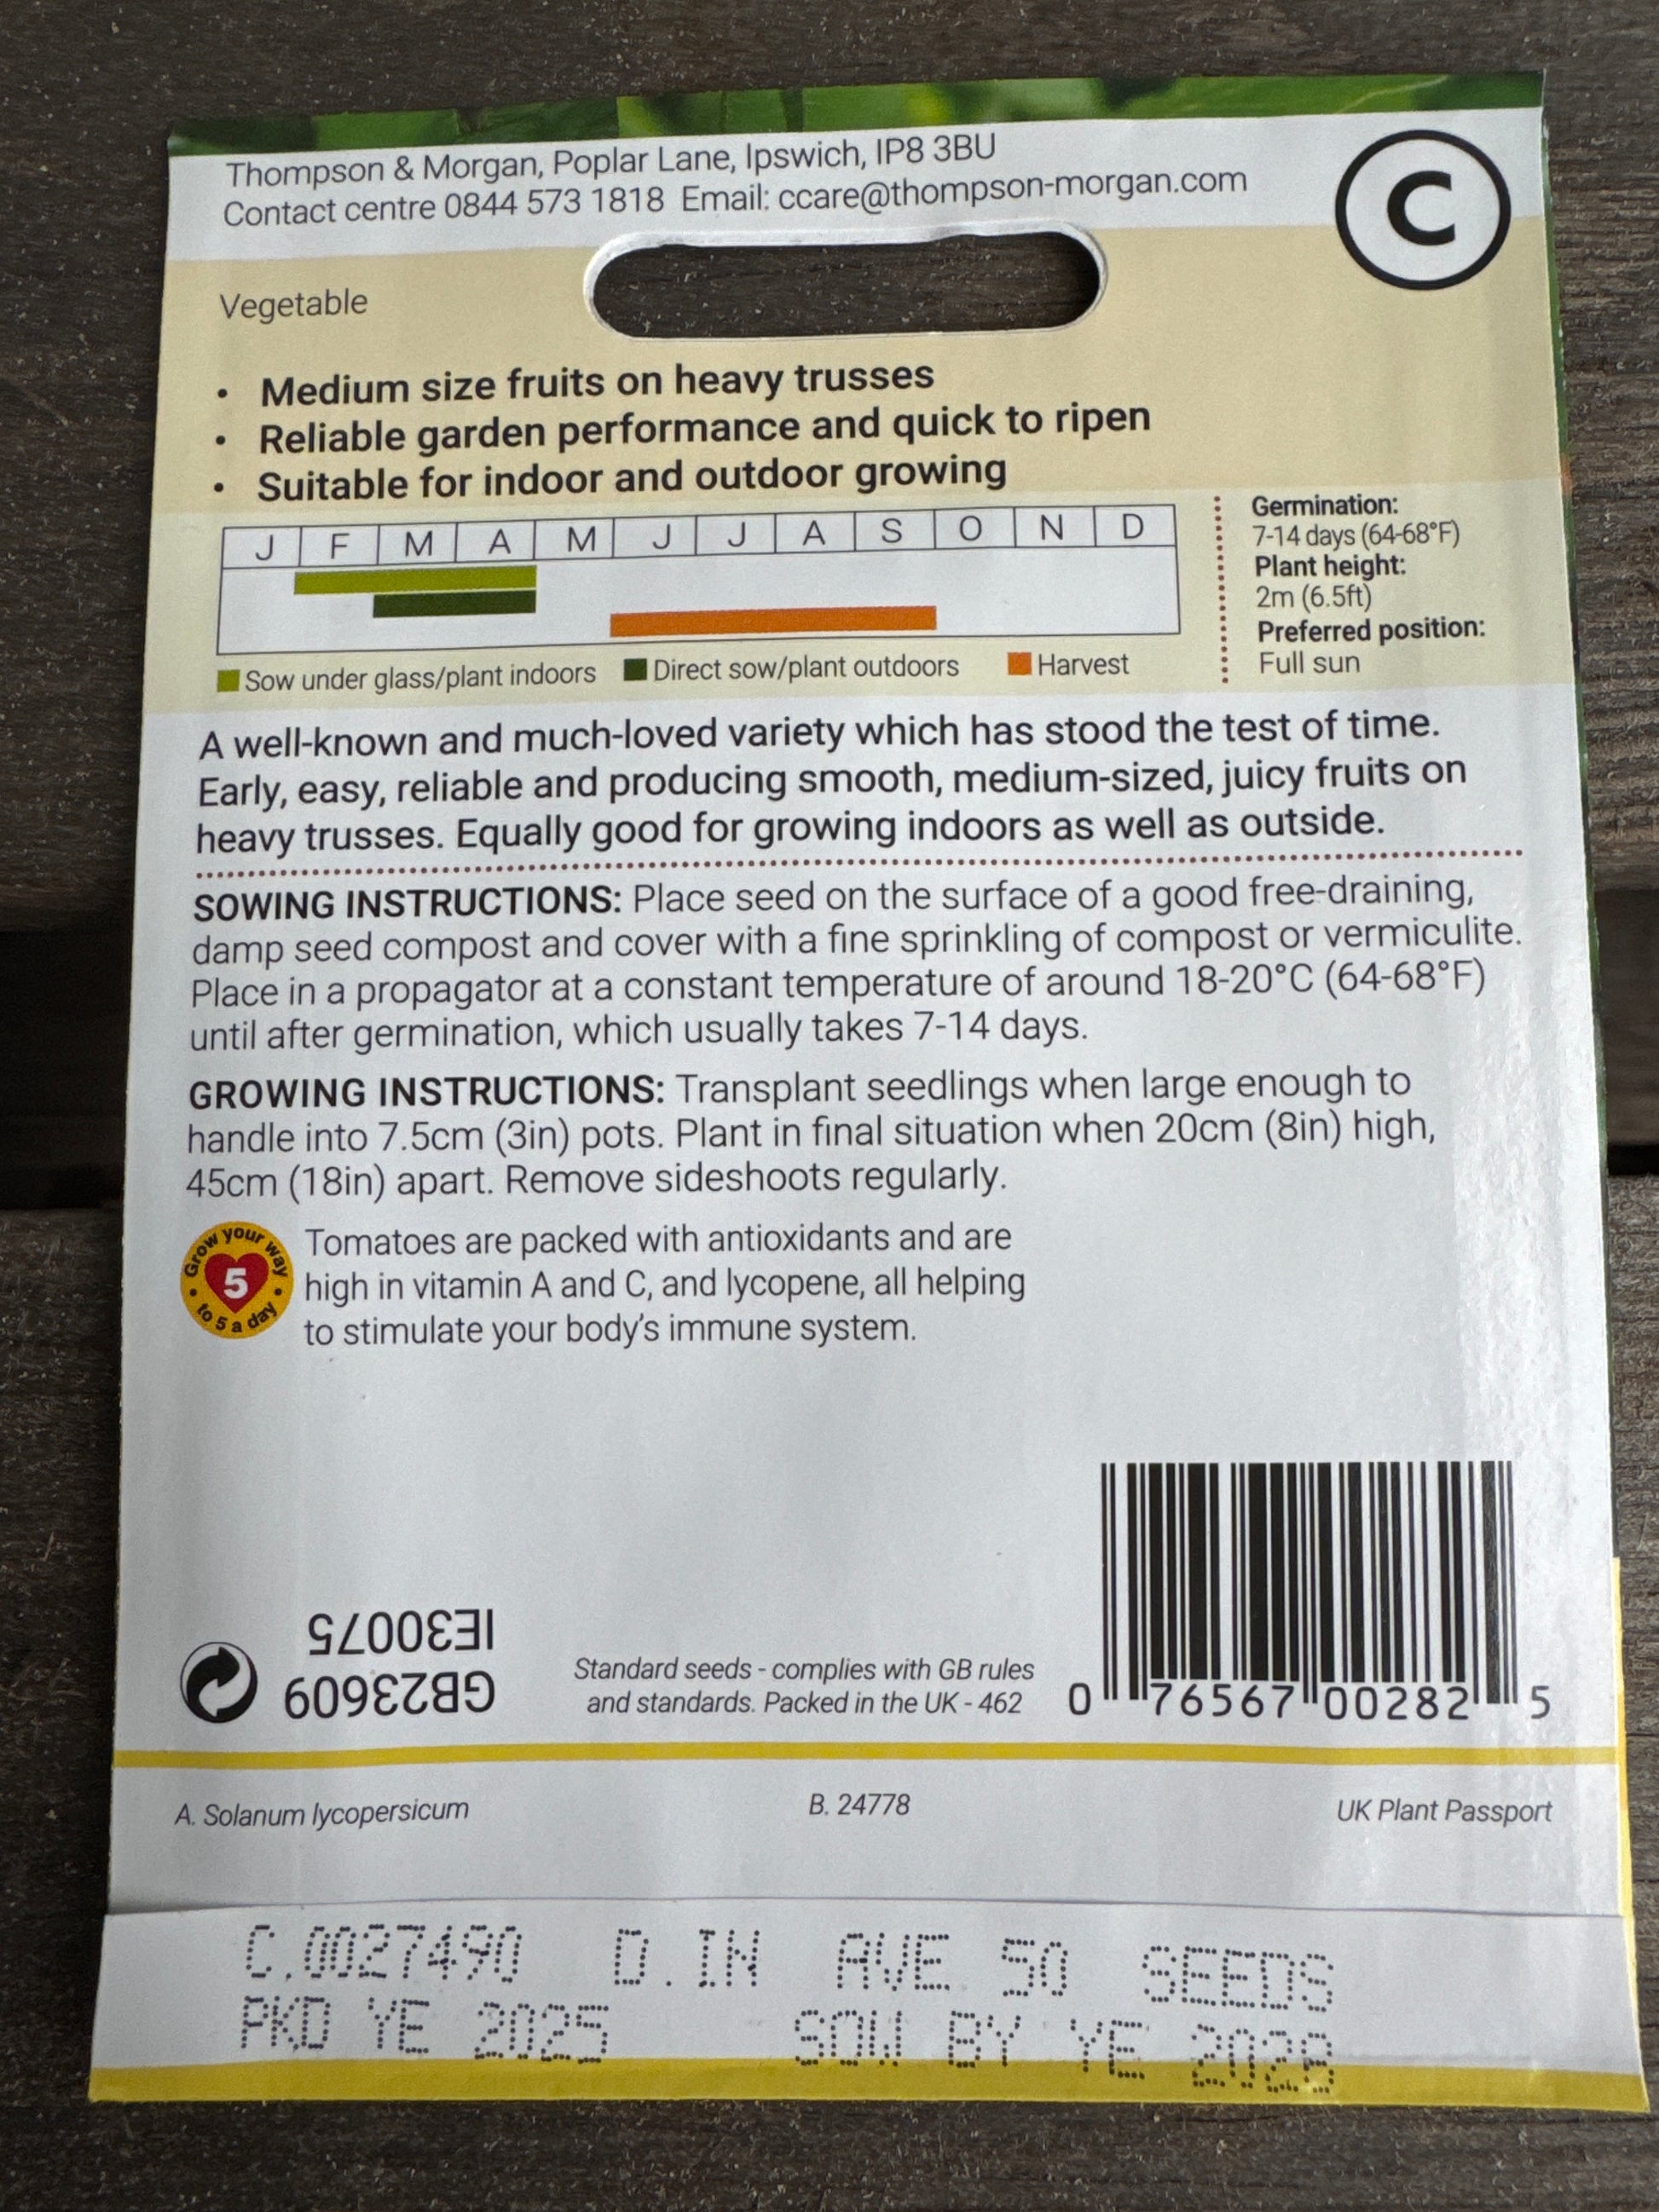 Thompson & Morgan, Poplar Lane, Ipswich, IP8 3BU
Contact centre 0844 573 1818 Email: ccare@thompson-morgan.com
C
Vegetable
• Medium size fruits on heavy trusses
• Reliable garden performance and quick to ripen
• Suitable for indoor and outdoor growing
J F M A M J J A S O N D
Sow under glass/plant indoors Direct sow/plant outdoors Harvest
Germination:
7-14 days (64-68°F)
Plant height:
2m (6.5ft)
Preferred position:
Full sun
A well-known and much-loved variety which has stood the test of time.
Early, easy, reliable and producing smooth, medium-sized, juicy fruits on
heavy trusses. Equally good for growing indoors as well as outside.
SOWING INSTRUCTIONS: Place seed on the surface of a good free-draining,
damp seed compost and cover with a fine sprinkling of compost or vermiculite.
Place in a propagator at a constant temperature of around 18-20°C (64-68°F)
until after germination, which usually takes 7-14 days.
GROWING INSTRUCTIONS: Transplant seedlings when large enough to
handle into 7.5cm (3in) pots. Plant in final situation when 20cm (8in) high,
45cm (18in) apart. Remove sideshoots regularly.
Grow your way
5
to 5 a day
Tomatoes are packed with antioxidants and are
high in vitamin A and C, and lycopene, all helping
to stimulate your body's immune system.
GB23609
IE30075
Standard seeds - complies with GB rules
and standards. Packed in the UK - 462
0 76567 00282 5
A. Solanum lycopersicum B. 24778 UK Plant Passport
C.0027490 D.IN AVE 50 SEEDS
PKD YE 2025 SOW BY YE 2028